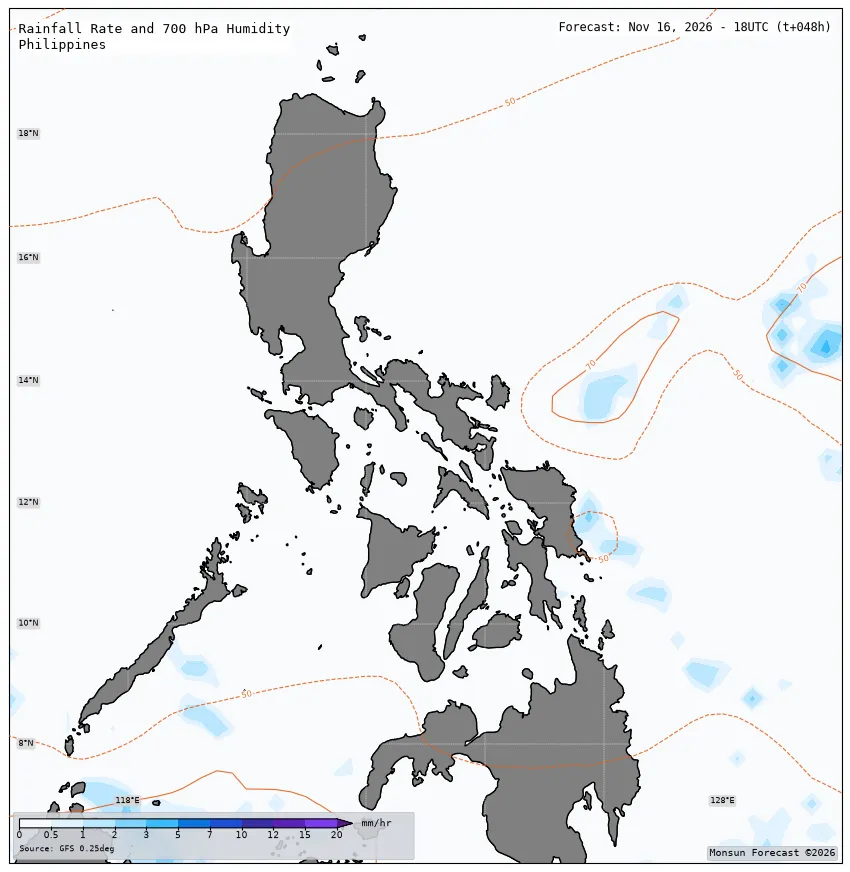 Rainfall Rate and 700 hPa Humidity
Philippines
Forecast: Nov 16, 2026 - 18UTC (t+048h)
50
18°N
16°N
70
70
14°N
50
12°N
50
10°N
50
8°N
118°E
128°E
mm/hr
0 0.5 1 2 3 5 7 10 12 15 20
Source: GFS 0.25deg
Monsun Forecast ©2026